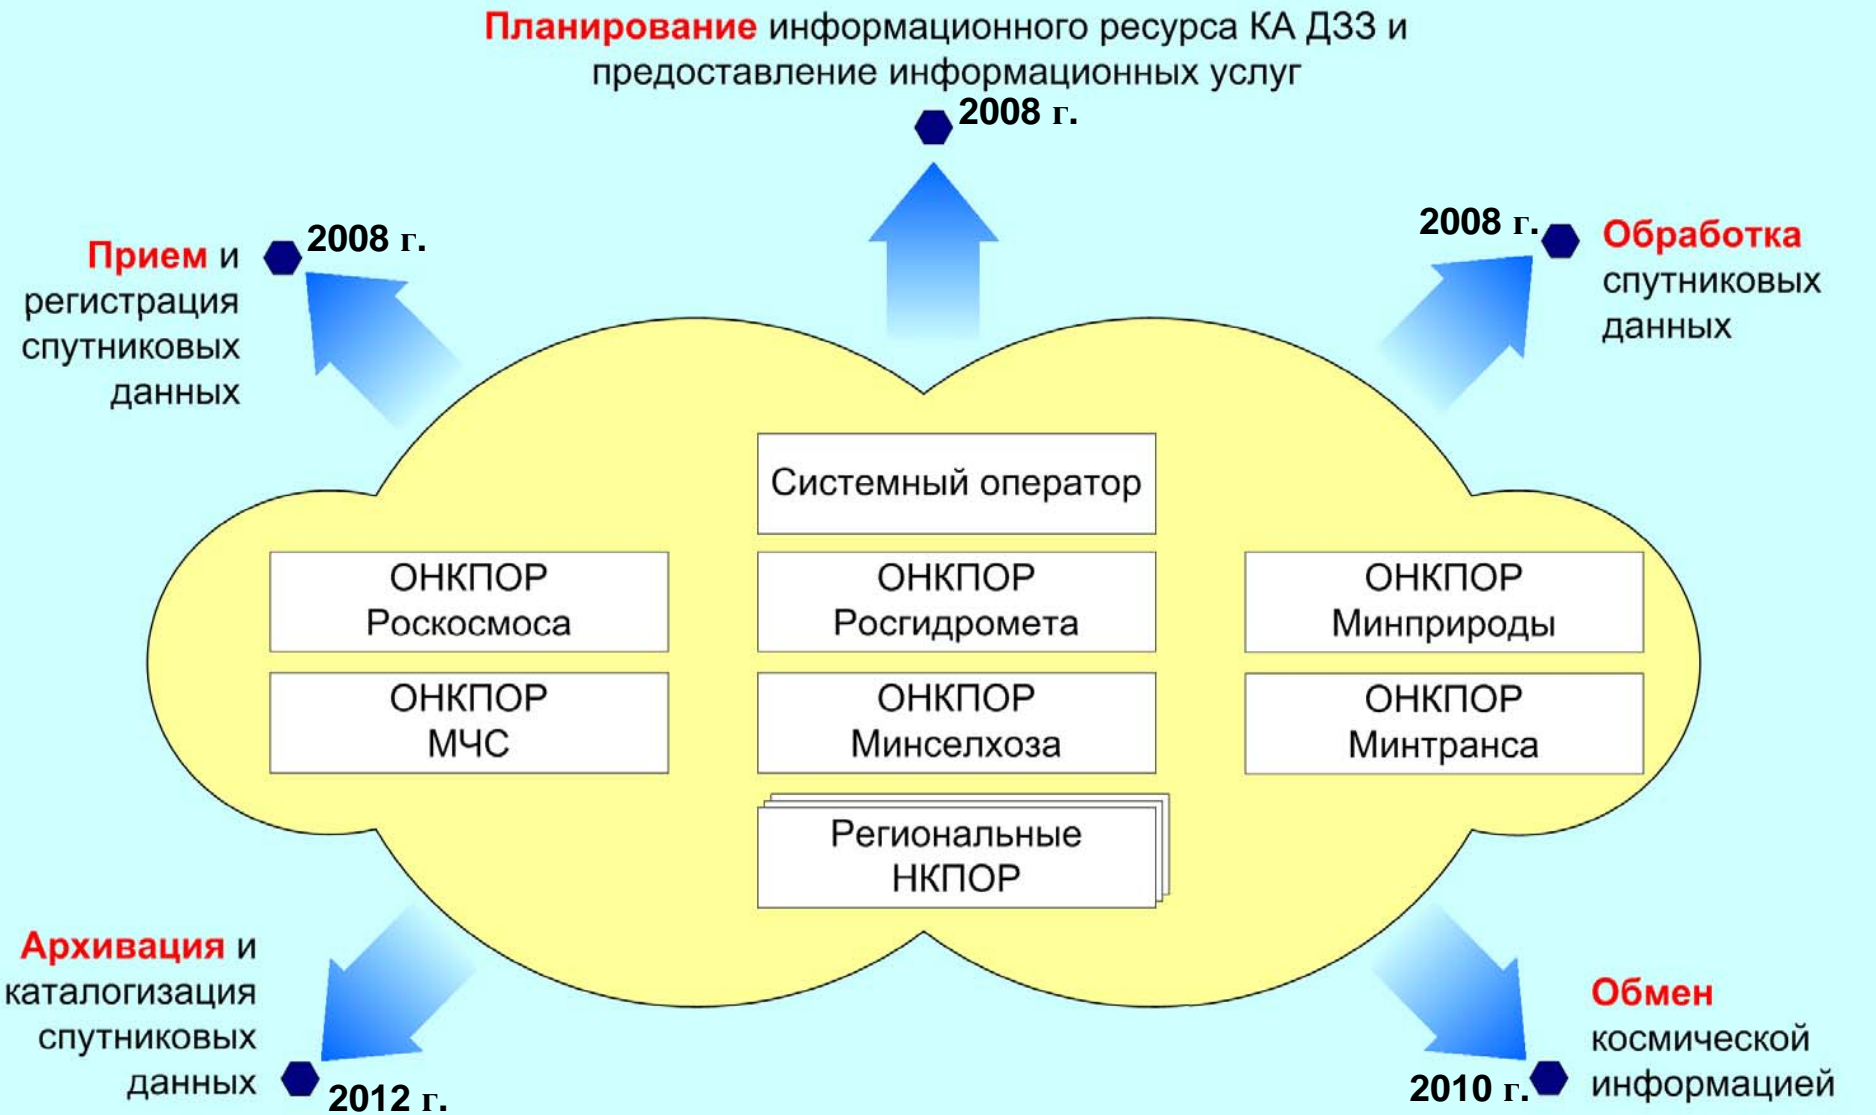 Планирование информационного ресурса КА ДЗЗ и
предоставление информационных услуг
2008 г.
Прием и
регистрация
спутниковых
данных
2008 г.
2008 г.
Обработка
спутниковых
данных
Системный оператор
ОНКПОР
Роскосмоса
ОНКПОР
Росгидромета
ОНКПОР
Минприроды
ОНКПОР
МЧС
ОНКПОР
Минселхоза
ОНКПОР
Минтранса
Региональные
НКПОР
Архивация и
каталогизация
спутниковых
данных
2012 г.
2010 г.
Обмен
космической
информацией